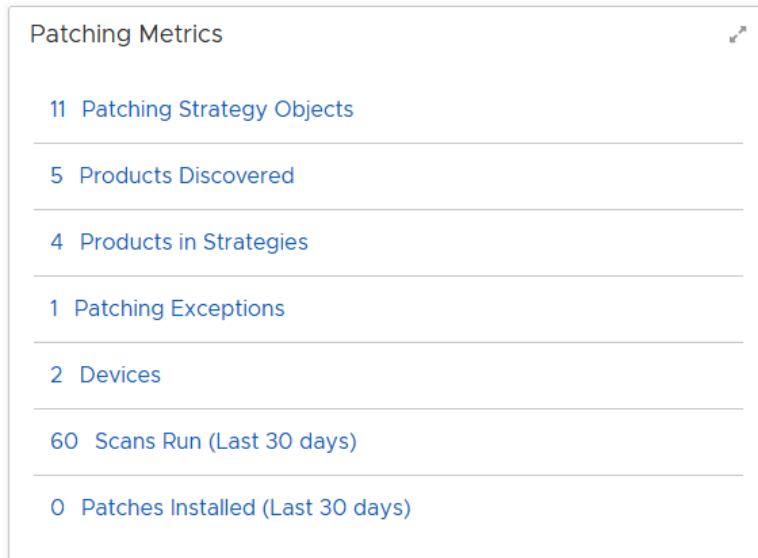 Patching Metrics
11 Patching Strategy Objects
5 Products Discovered
4 Products in Strategies
1 Patching Exceptions
2 Devices
60 Scans Run (Last 30 days)
0 Patches Installed (Last 30 days)